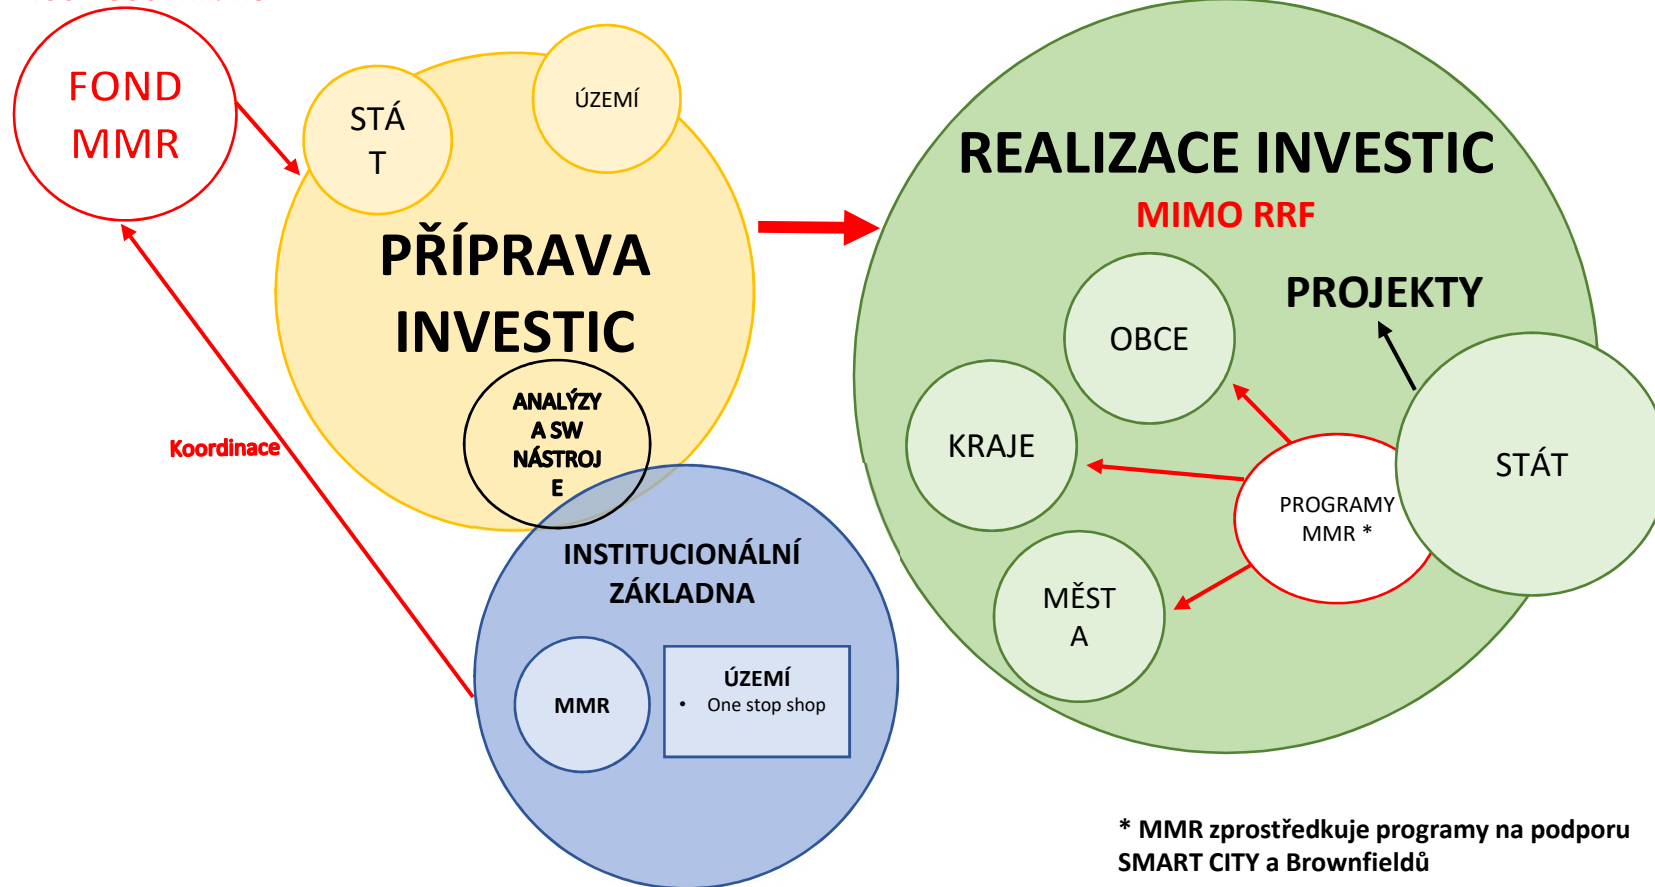 FOND
MMR
STÁ
T
ÚZEMÍ
PŘÍPRAVA
INVESTIC
ANALÝZY
A SW
NÁSTROJ
E
Koordinace
INSTITUCIONÁLNÍ
ZÁKLADNA
MMR
ÚZEMÍ
• One stop shop
REALIZACE INVESTIC
MIMO RRF
PROJEKTY
OBCE
KRAJE
MĚST
A
PROGRAMY
MMR *
STÁT
* MMR zprostředkuje programy na podporu
SMART CITY a Brownfieldů